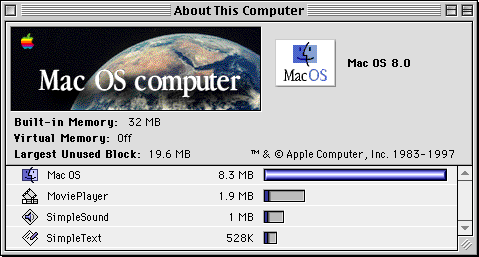 About This Computer
Mac OS computer
MacOS
Mac OS 8.0
Built-in Memory: 32 MB
Virtual Memory: Off
Largest Unused Block: 19.6 MB ™ & © Apple Computer, Inc. 1983-1997
Mac OS 8.3 MB
MoviePlayer 1.9 MB
SimpleSound 1 MB
SimpleText 528K